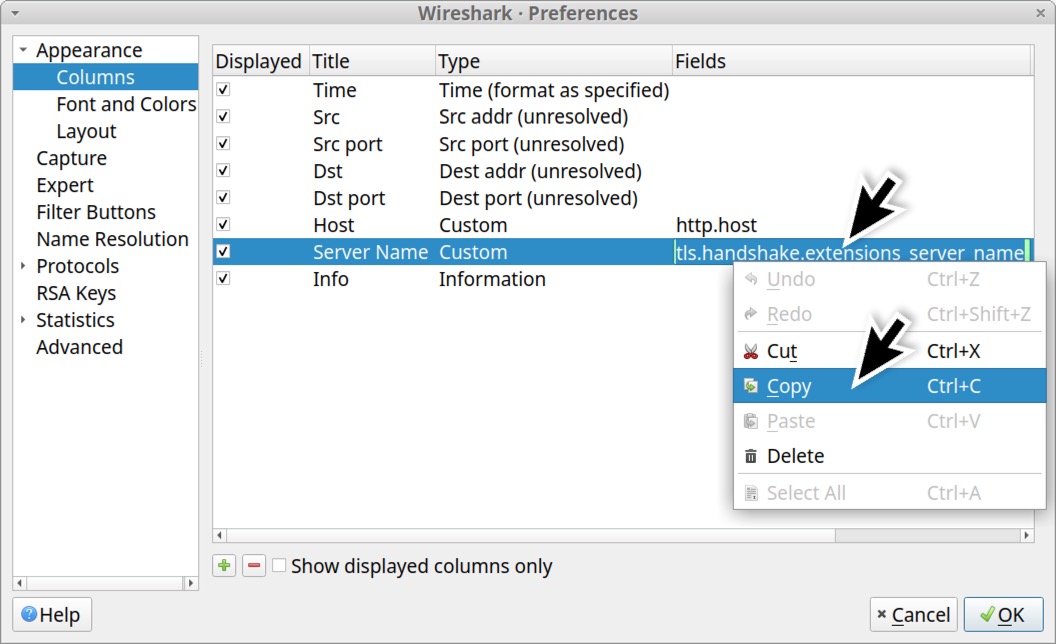 Wireshark · Preferences
Appearance
Columns
Font and Colors
Layout
Capture
Expert
Filter Buttons
Name Resolution
Protocols
RSA Keys
Statistics
Advanced
Displayed Title Type Fields
Time Time (format as specified)
Src Src addr (unresolved)
Src port Src port (unresolved)
Dst Dest addr (unresolved)
Dst port Dest port (unresolved)
Host Custom http.host
Server Name Custom tls.handshake.extensions_server_name
Info Information
Undo Ctrl+Z
Redo Ctrl+Shift+Z
Cut Ctrl+X
Copy Ctrl+C
Paste Ctrl+V
Delete
Select All Ctrl+A
Show displayed columns only
Help
Cancel
OK